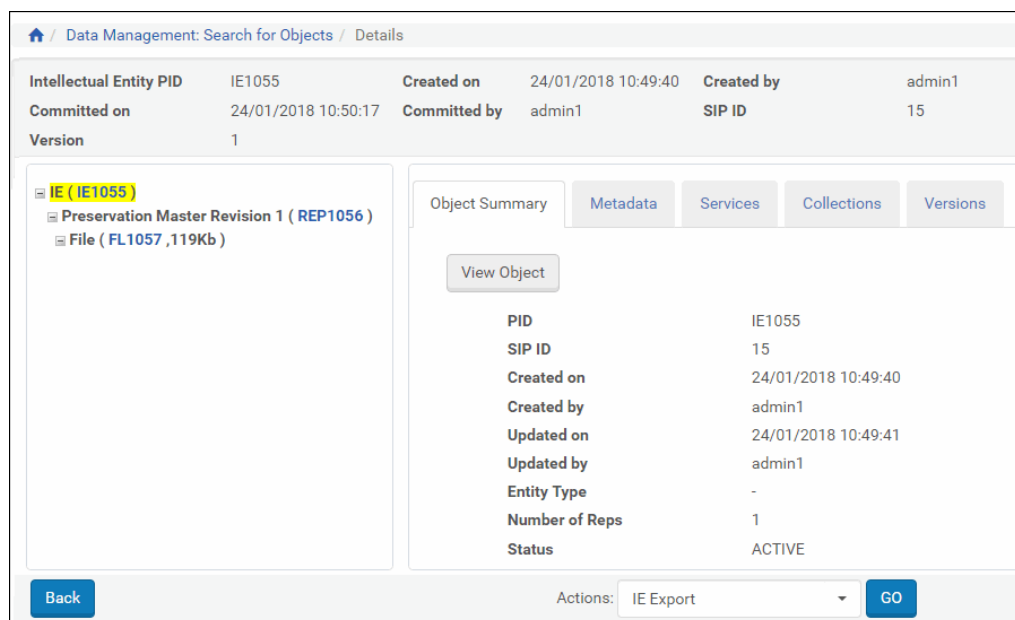 / Data Management: Search for Objects / Details
Intellectual Entity PID IE1055 Created on 24/01/2018 10:49:40 Created by admin1
Committed on 24/01/2018 10:50:17 Committed by admin1 SIP ID 15
Version 1
IE ( IE1055 )
Preservation Master Revision 1 ( REP1056 )
File ( FL1057 ,119Kb )
Object Summary Metadata Services Collections Versions
View Object
PID IE1055
SIP ID 15
Created on 24/01/2018 10:49:40
Created by admin1
Updated on 24/01/2018 10:49:41
Updated by admin1
Entity Type -
Number of Reps 1
Status ACTIVE
Back Actions: IE Export GO